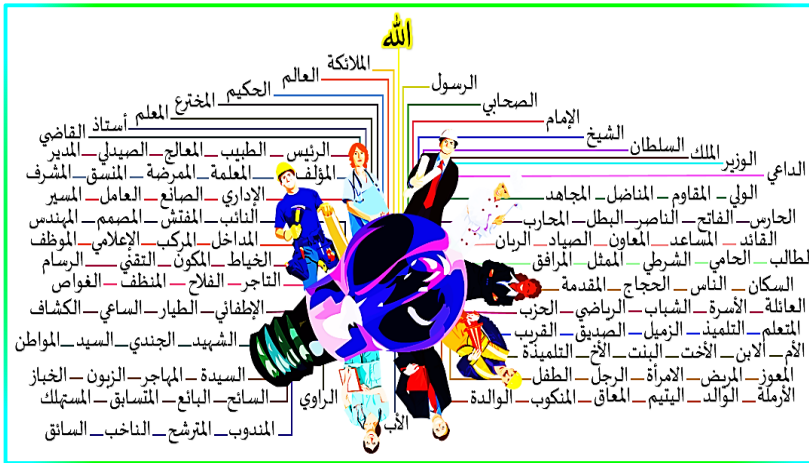 الله
الملائكة
الرسول
العالم
الصحابي
الحكيم
الإمام
المخترع
الشيخ
المعلم
السلطان
أستاذ
الملك
القاضي
الوزير
الداعي
الرئيس الطبيب المعالج الصيدلي المدير
المؤلف المعلمة الممرضة المنسق المشرف
الولي المقاوم المناضل المجاهد
الإداري الصانع العامل المسير
الحارس الفاتح الناصر البطل المحارب
النائب المفتش المصمم المهندس
القائد المساعد المعاون الصياد الربان
المداخل المركب الإعلامي الموظف
الطالب الحامي الشرطي الممثل المرافق
الخياط المكون التقني الرسام
السكان الناس الحجاج المقدمة
التاجر الفلاح المنظف الغواص
العائلة الأسرة الشباب الرياضي الحزب
الإطفائي الطيار الساعي الكشاف
المتعلم التلميذ الزميل الصديق القريب
الشهيد الجندي السيد المواطن
الأم الابن الأخت البنت الأخ التلميذة
السيدة المهاجر الزبون الخباز
المعوز المريض الامرأة الرجل الطفل
السائح البائع المتسابق المستهلك
الأرملة الوالد اليتيم المعاق المنكوب الوالدة
الراوي
الأب
المندوب المترشح الناخب السائق